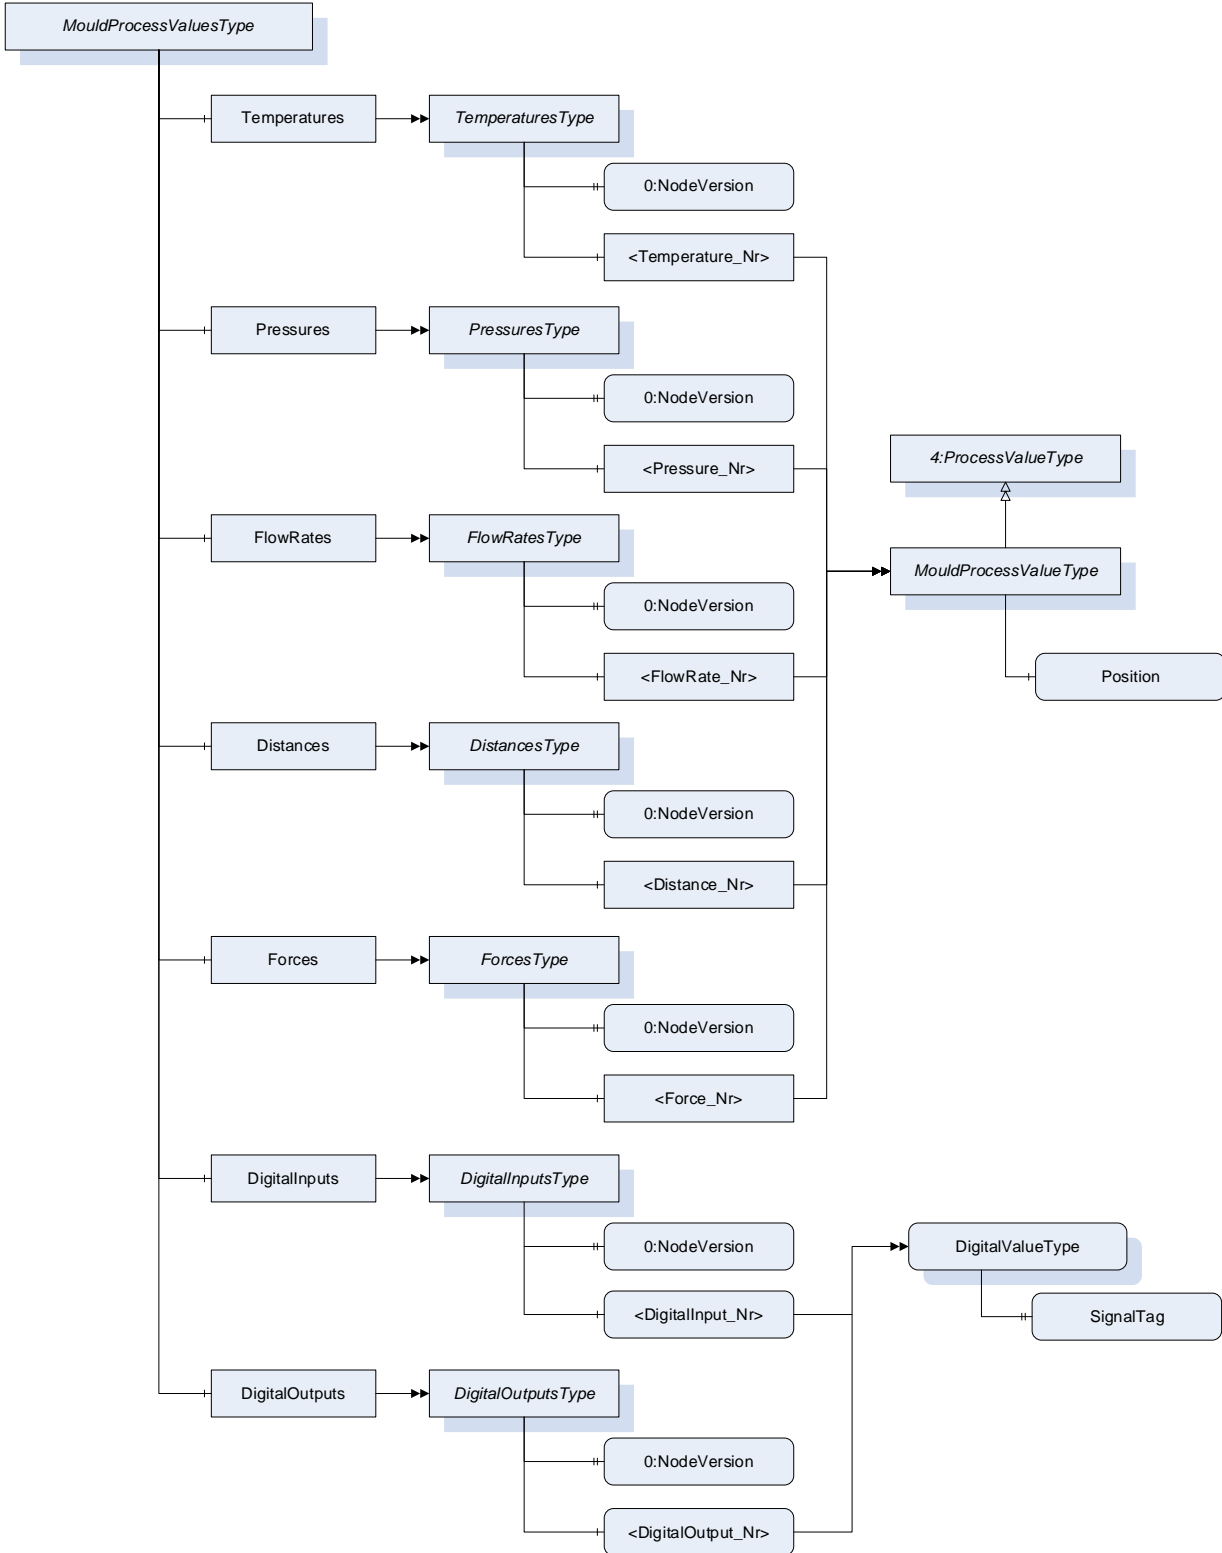 MouldProcessValuesType
Temperatures
TemperaturesType
0:NodeVersion
<Temperature_Nr>
Pressures
PressuresType
0:NodeVersion
<Pressure_Nr>
4:ProcessValueType
FlowRates
FlowRatesType
MouldProcessValueType
0:NodeVersion
<FlowRate_Nr>
Position
Distances
DistancesType
0:NodeVersion
<Distance_Nr>
Forces
ForcesType
0:NodeVersion
<Force_Nr>
DigitalInputs
DigitalInputsType
0:NodeVersion
DigitalValueType
<DigitalInput_Nr>
SignalTag
DigitalOutputs
DigitalOutputsType
0:NodeVersion
<DigitalOutput_Nr>